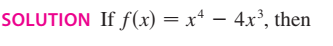 SOLUTION If f(x) = x⁴ − 4x³, then